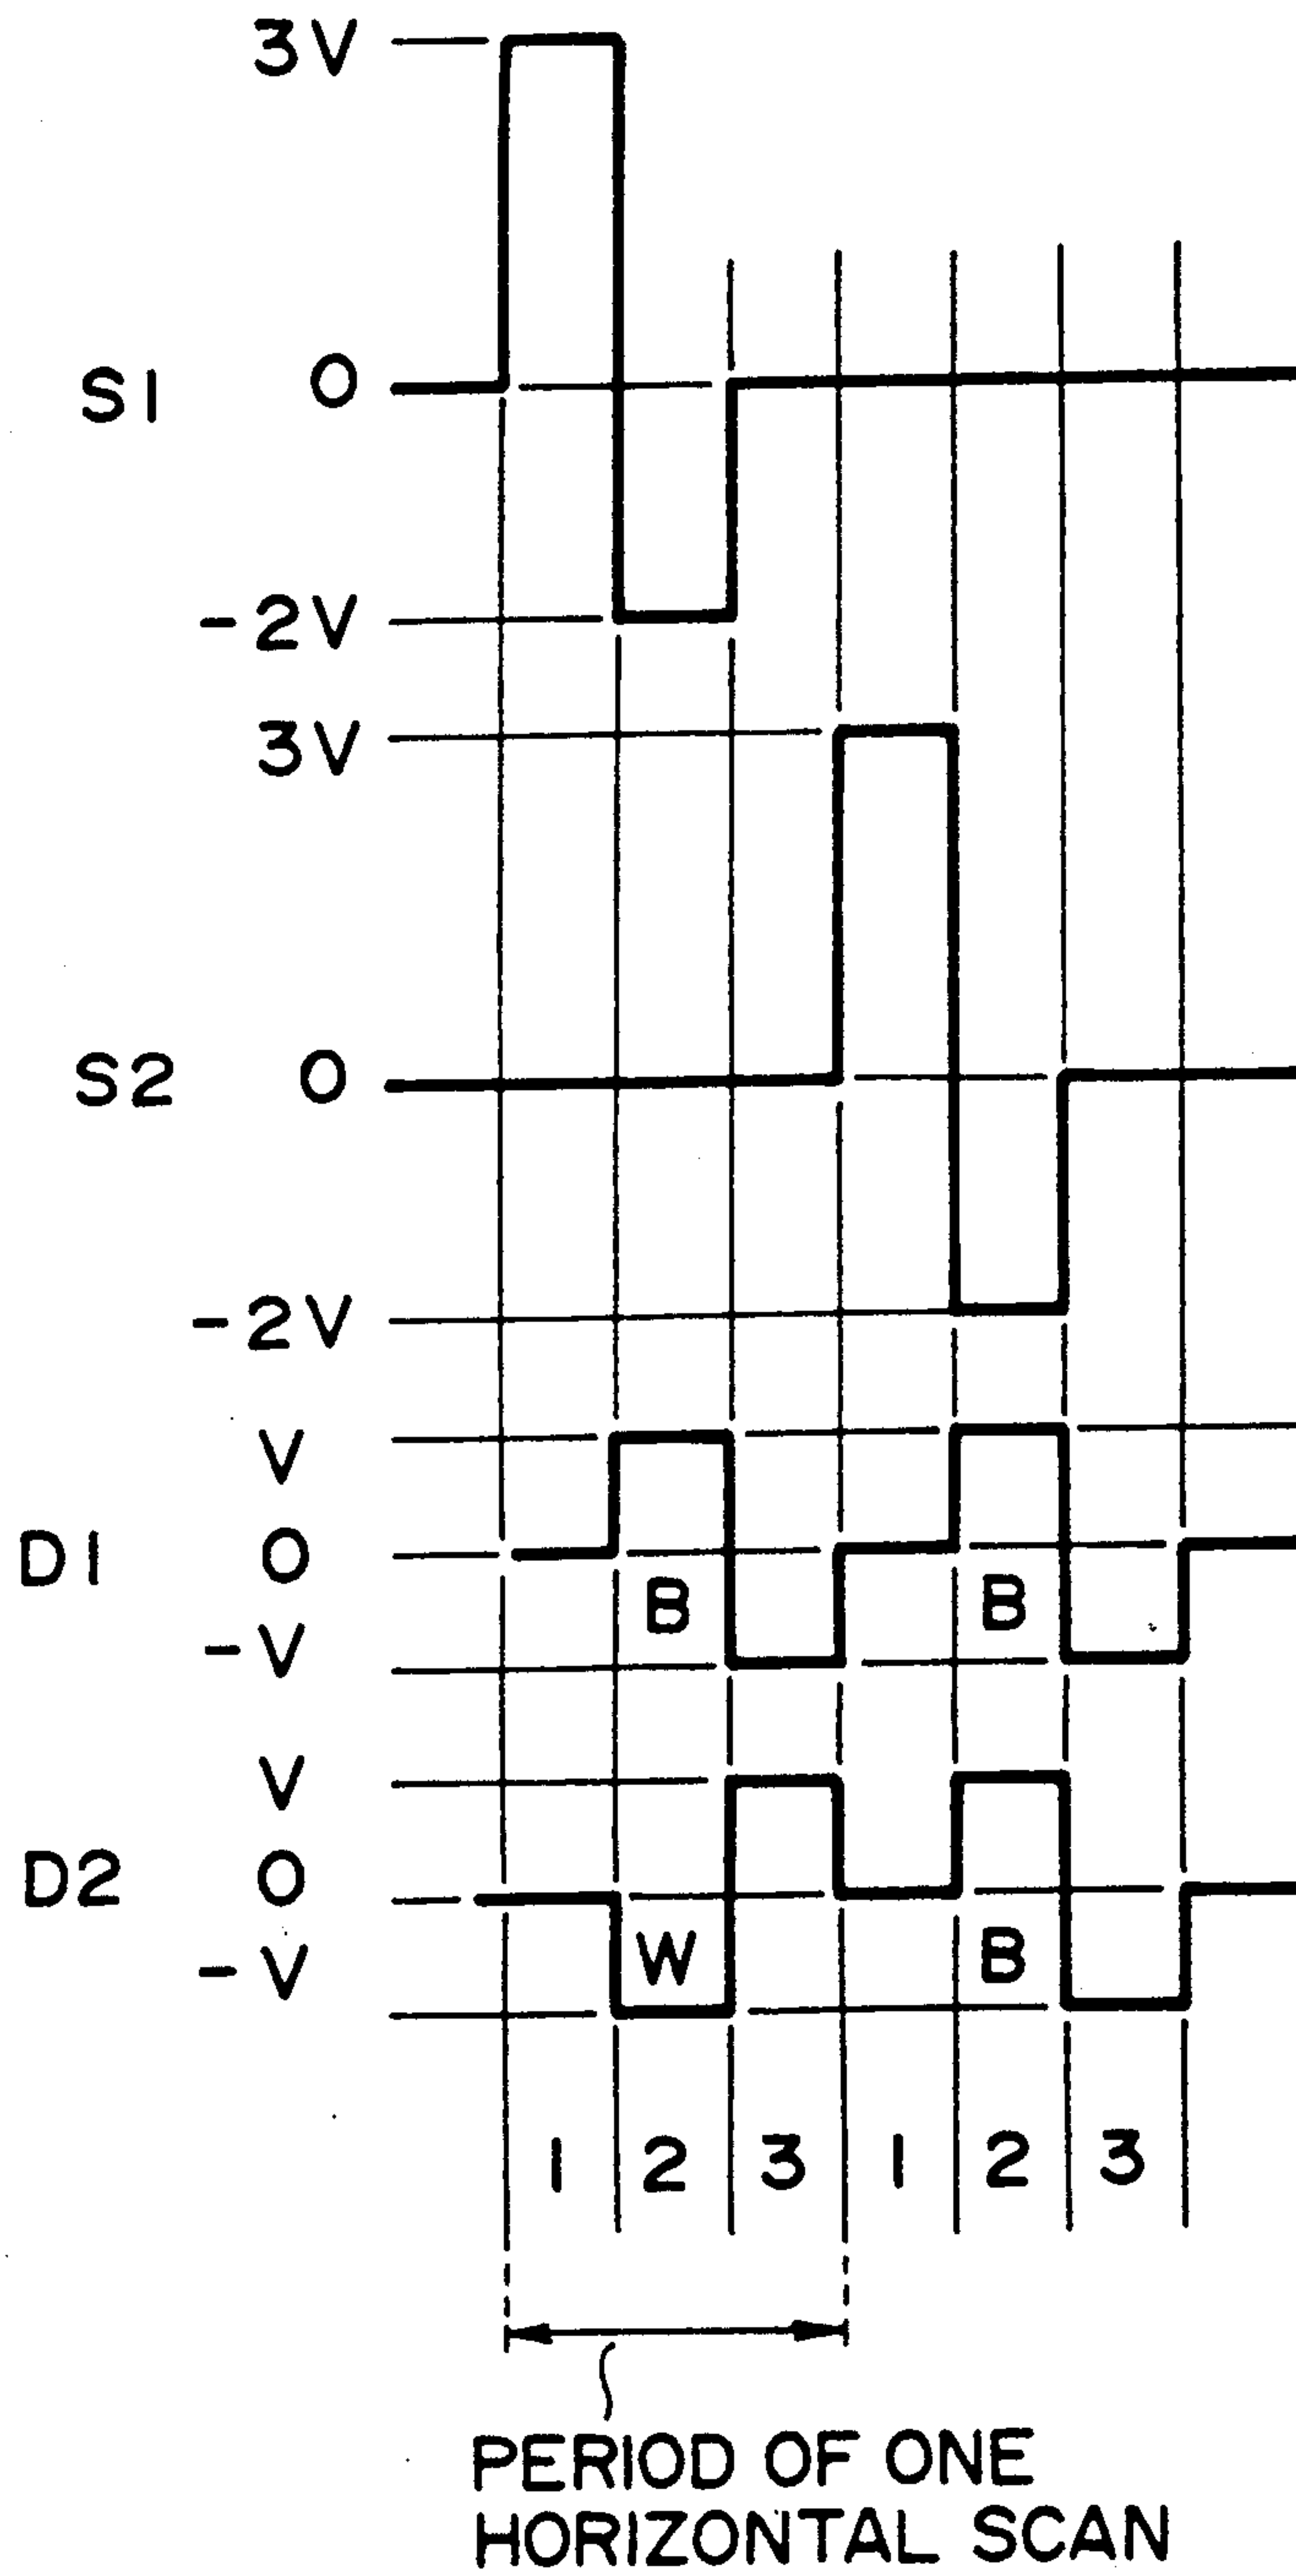 3V
S1 0
-2V
3V
S2 0
-2V
V
D1 0
B B
-V
V
D2 0
W B
-V
1 2 3 1 2 3
PERIOD OF ONE
HORIZONTAL SCAN